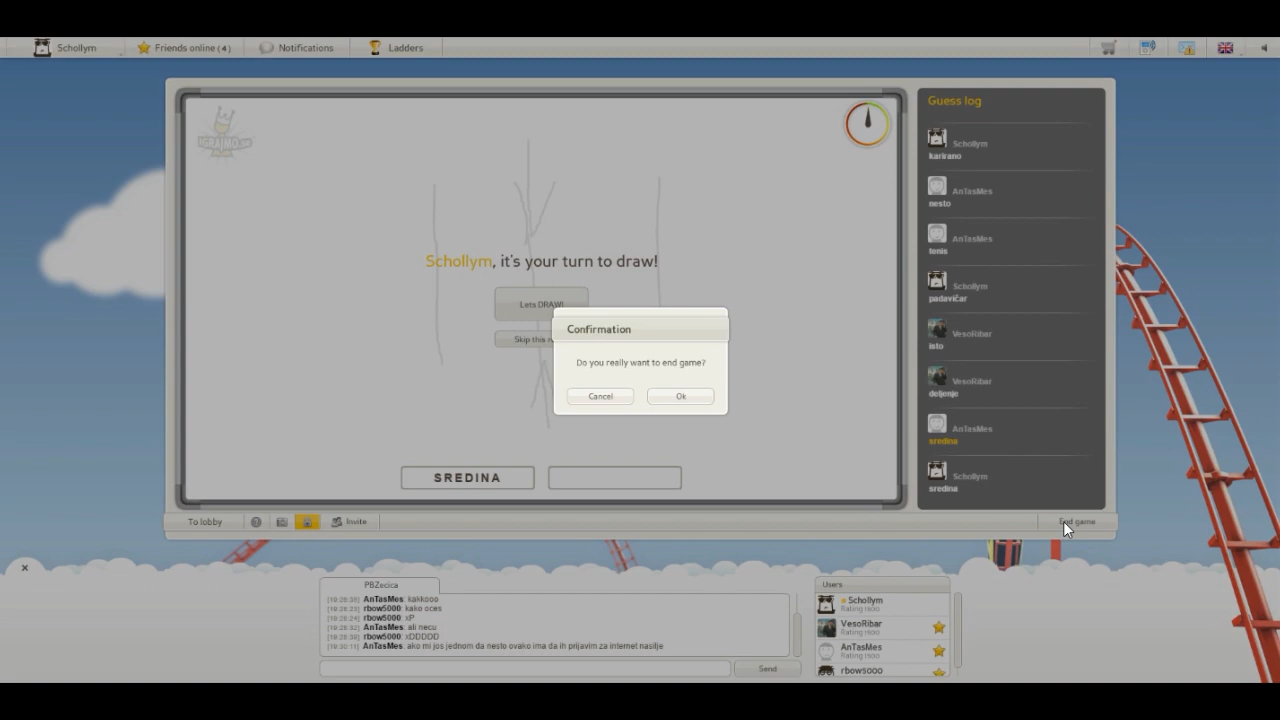 Schollym
Friends online (4)
Notifications
Ladders
IGRAJMO
Schollym, it's your turn to draw!
Lets DRAW!
Skip this
Confirmation
Do you really want to end game?
Cancel
Ok
SREDINA
Guess log
Schollym
karirano
AnTasMes
nesto
AnTasMes
tenis
Schollym
padavičar
VesoRibar
isto
VesoRibar
deljenje
AnTasMes
sredina
Schollym
sredina
To lobby
Invite
End game
PBZecica
[19:28:23] rbow5000: kako oces
[19:28:24] rbow5000: xP
[19:28:32] AnTasMes: ali necu
[19:28:38] rbow5000: xDDDDD
[19:30:11] AnTasMes: ako mi jos jednom da nesto ovako ima da ih prijavim za internet nasilje
Send
Users
Schollym
Rating 1500
VesoRibar
Rating 1500
AnTasMes
Rating 1500
rbow5000